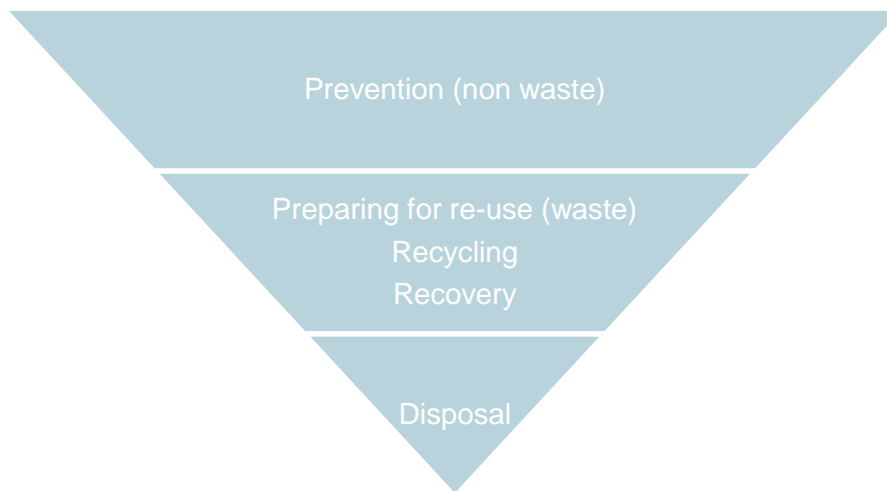 Prevention (non waste)
Preparing for re-use (waste)
Recycling
Recovery
Disposal